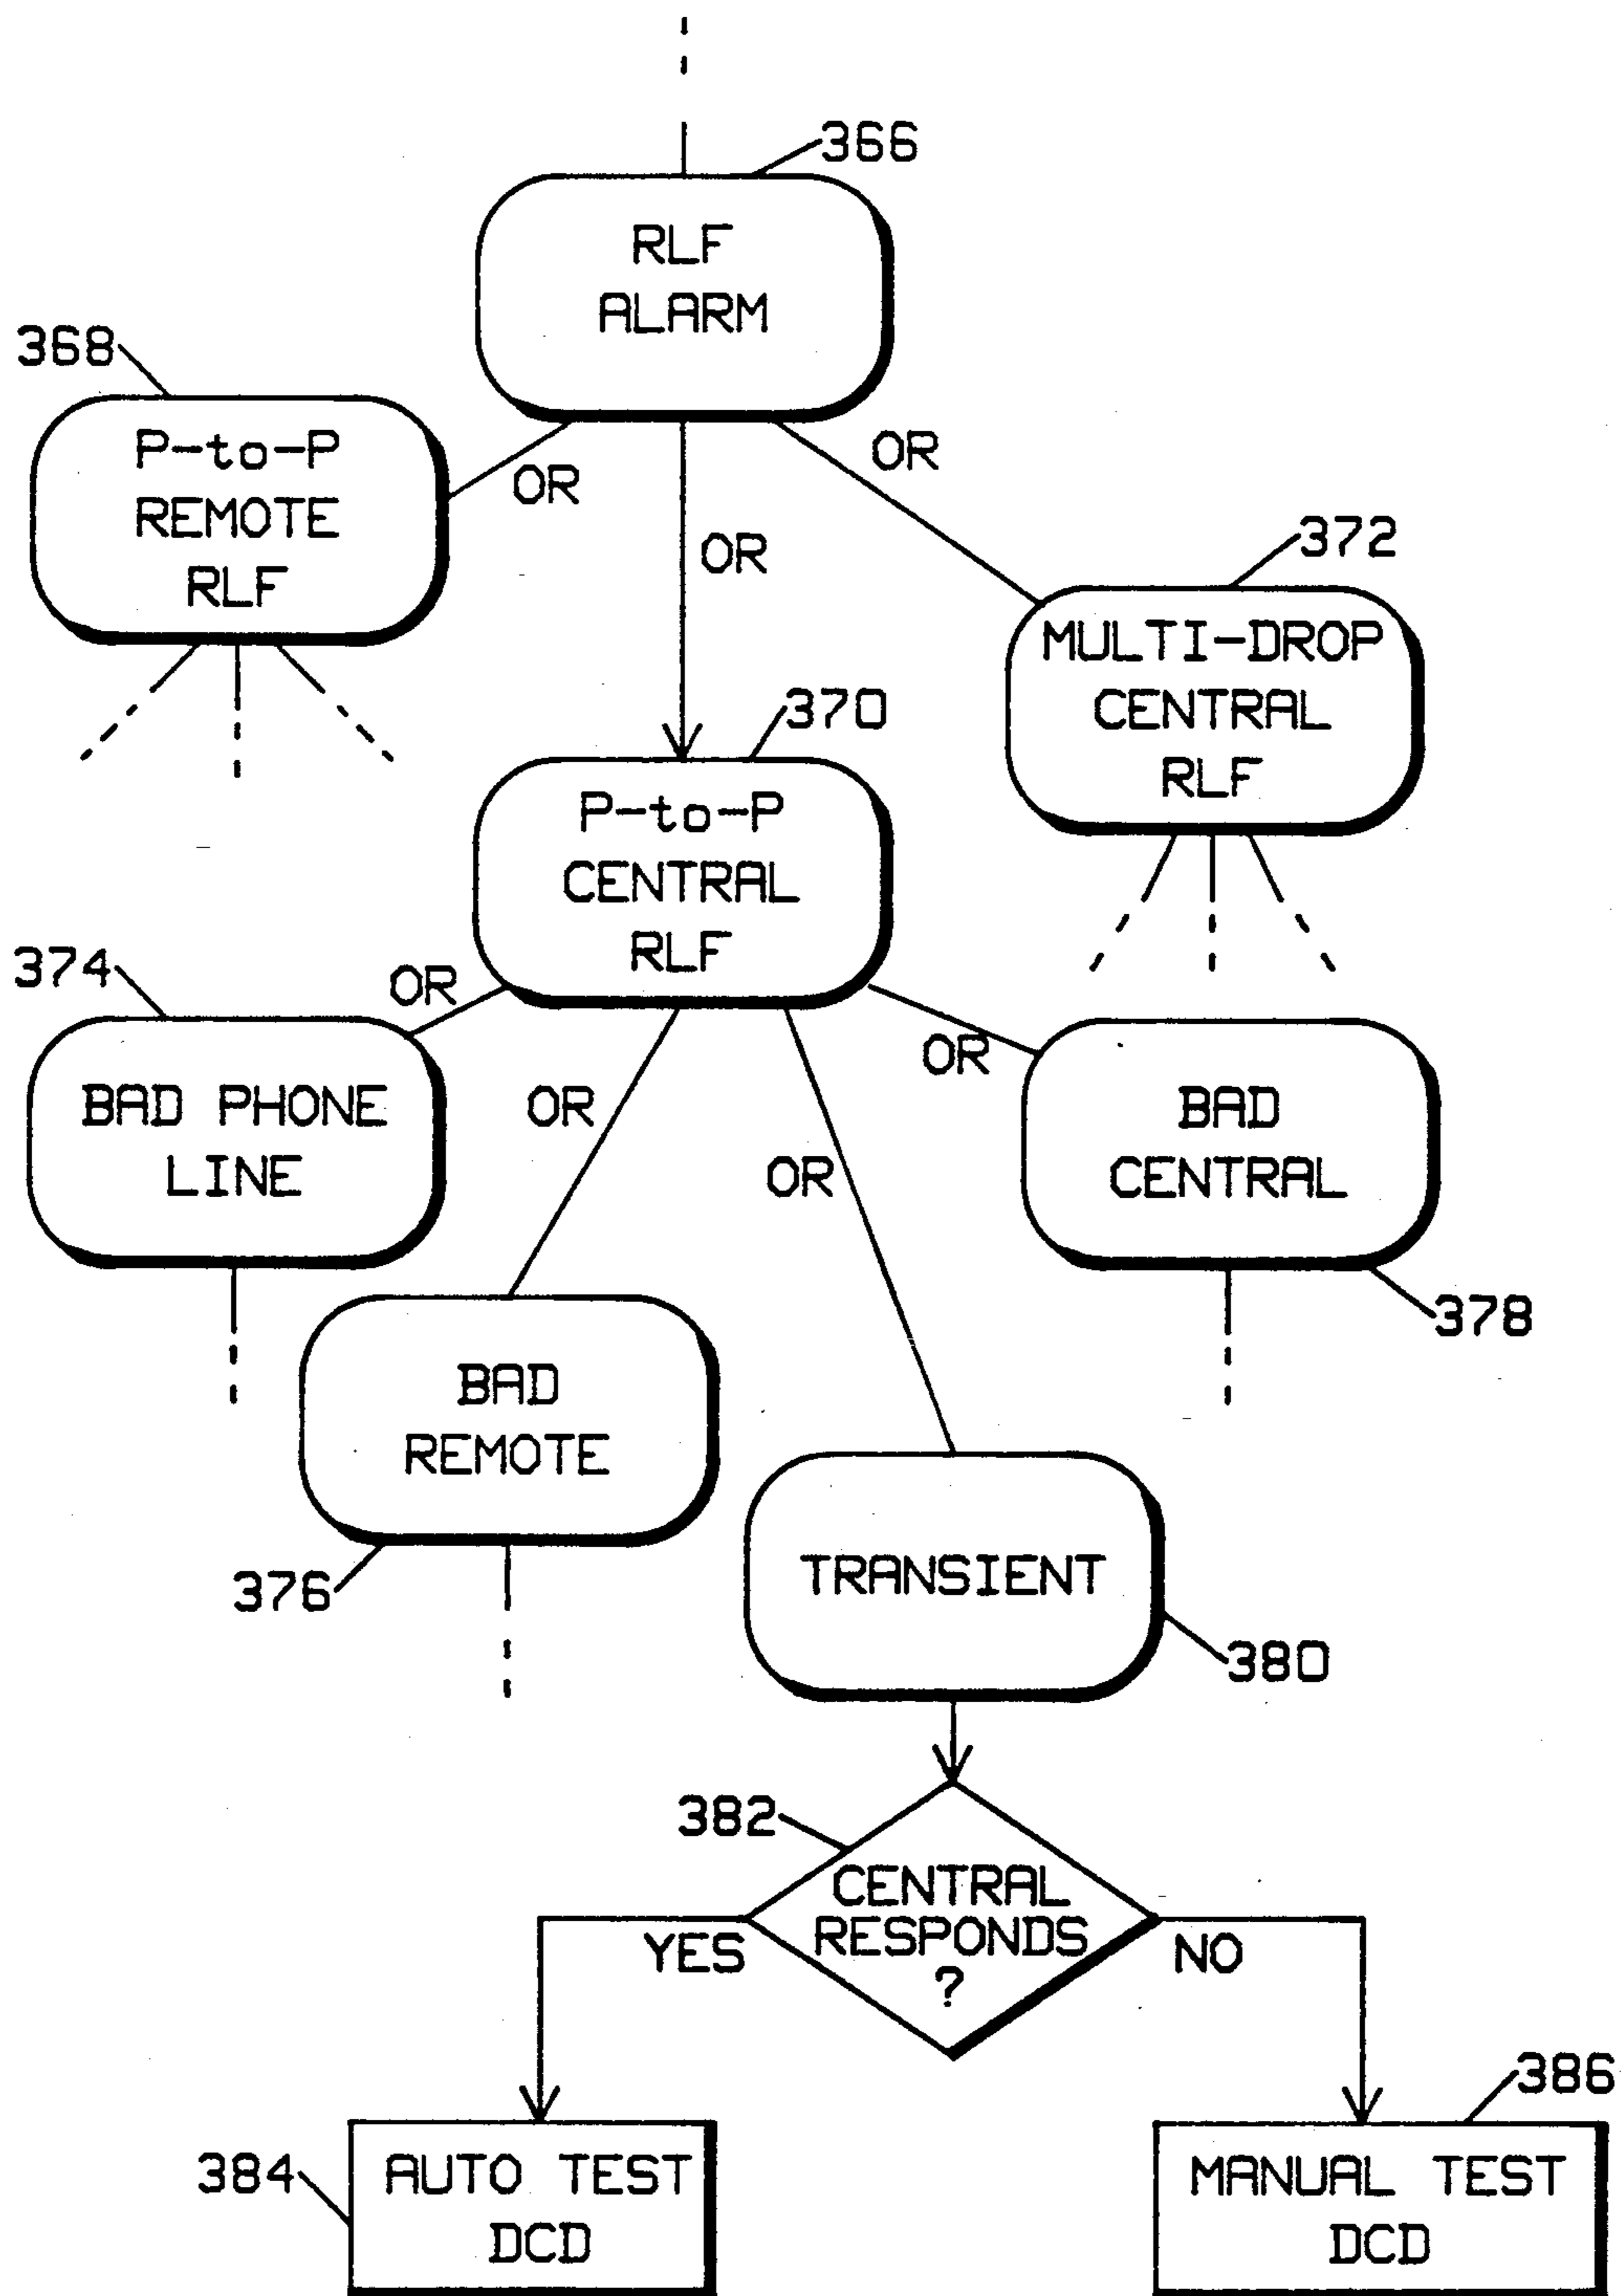 366
RLF
ALARM
368
P-to-P
REMOTE
RLF
OR
OR
OR
372
MULTI-DROP
CENTRAL
RLF
370
P-to-P
CENTRAL
RLF
374
OR
BAD PHONE
LINE
OR
OR
OR
BAD
CENTRAL
378
BAD
REMOTE
376
TRANSIENT
380
382
CENTRAL
RESPONDS
?
YES
NO
384
AUTO TEST
DCD
386
MANUAL TEST
DCD